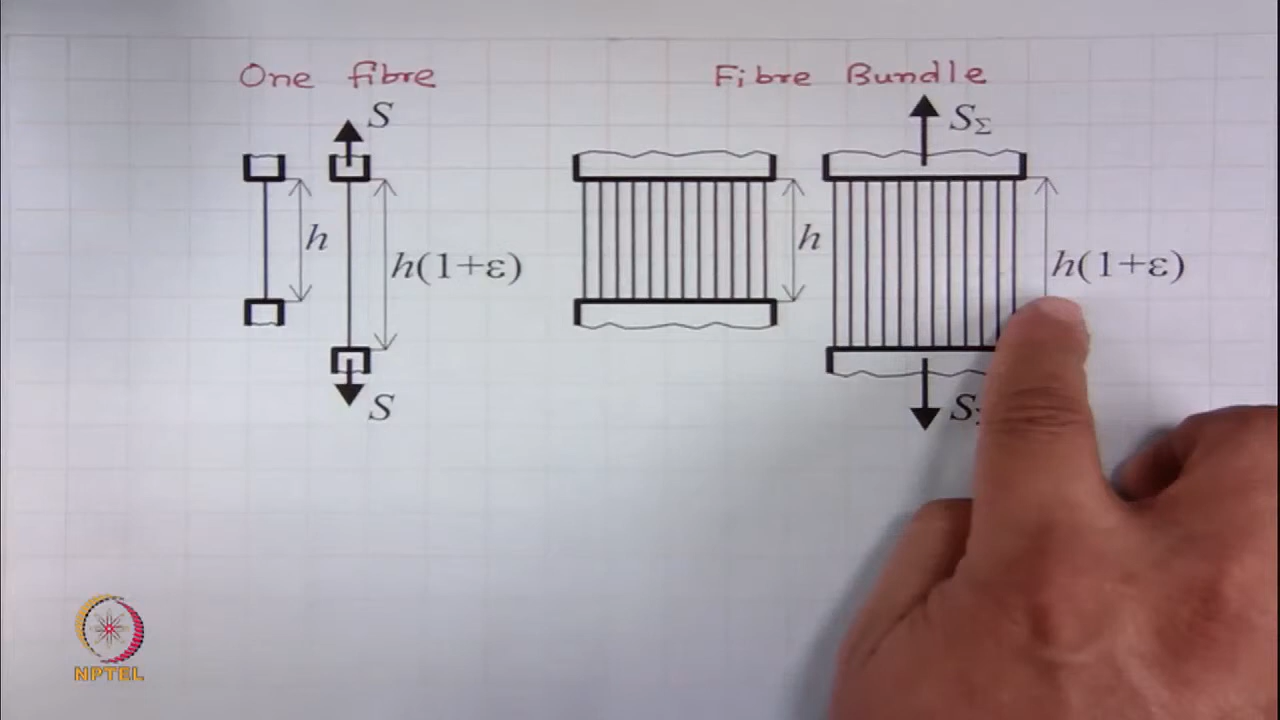 One fibre
S
h
h(1+ε)
S
Fibre Bundle
S_Σ
h
h(1+ε)
S
NPTEL